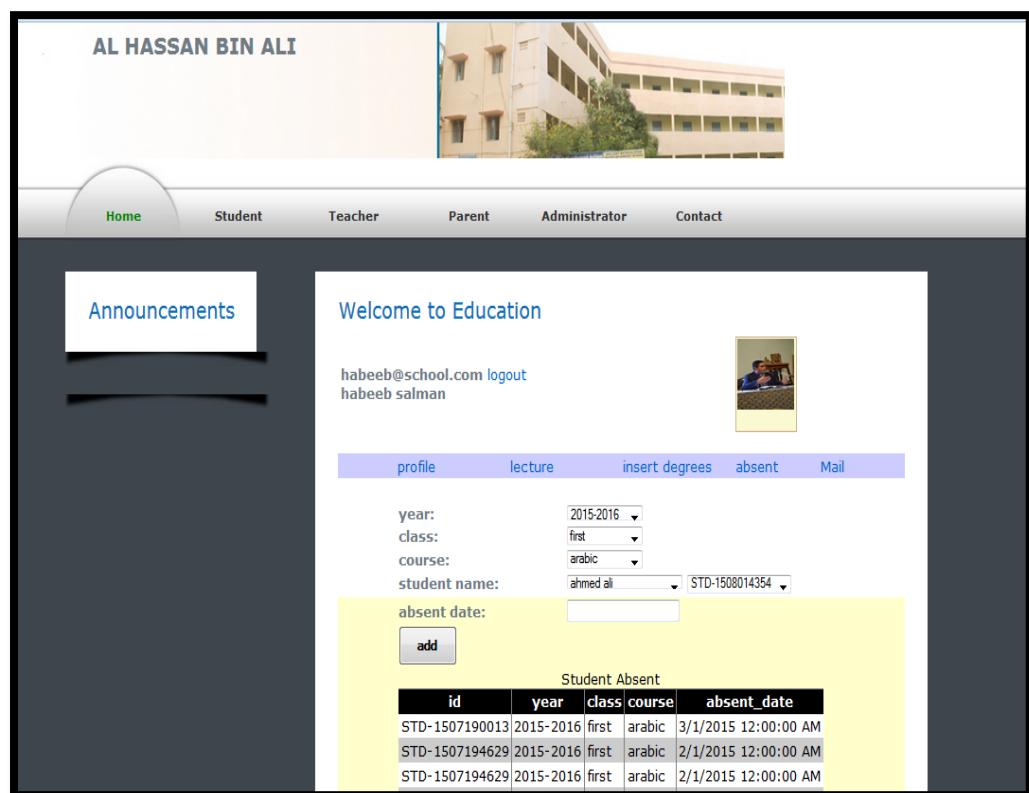 AL HASSAN BIN ALI
Home Student Teacher Parent Administrator Contact
Announcements
Welcome to Education
habeeb@school.com logout
habeeb salman
profile lecture insert degrees absent Mail
year: 2015-2016
class: first
course: arabic
student name: ahmed ali STD-1508014354
absent date:
add
Student Absent
id year class course absent_date
STD-1507190013 2015-2016 first arabic 3/1/2015 12:00:00 AM
STD-1507194629 2015-2016 first arabic 2/1/2015 12:00:00 AM
STD-1507194629 2015-2016 first arabic 2/1/2015 12:00:00 AM